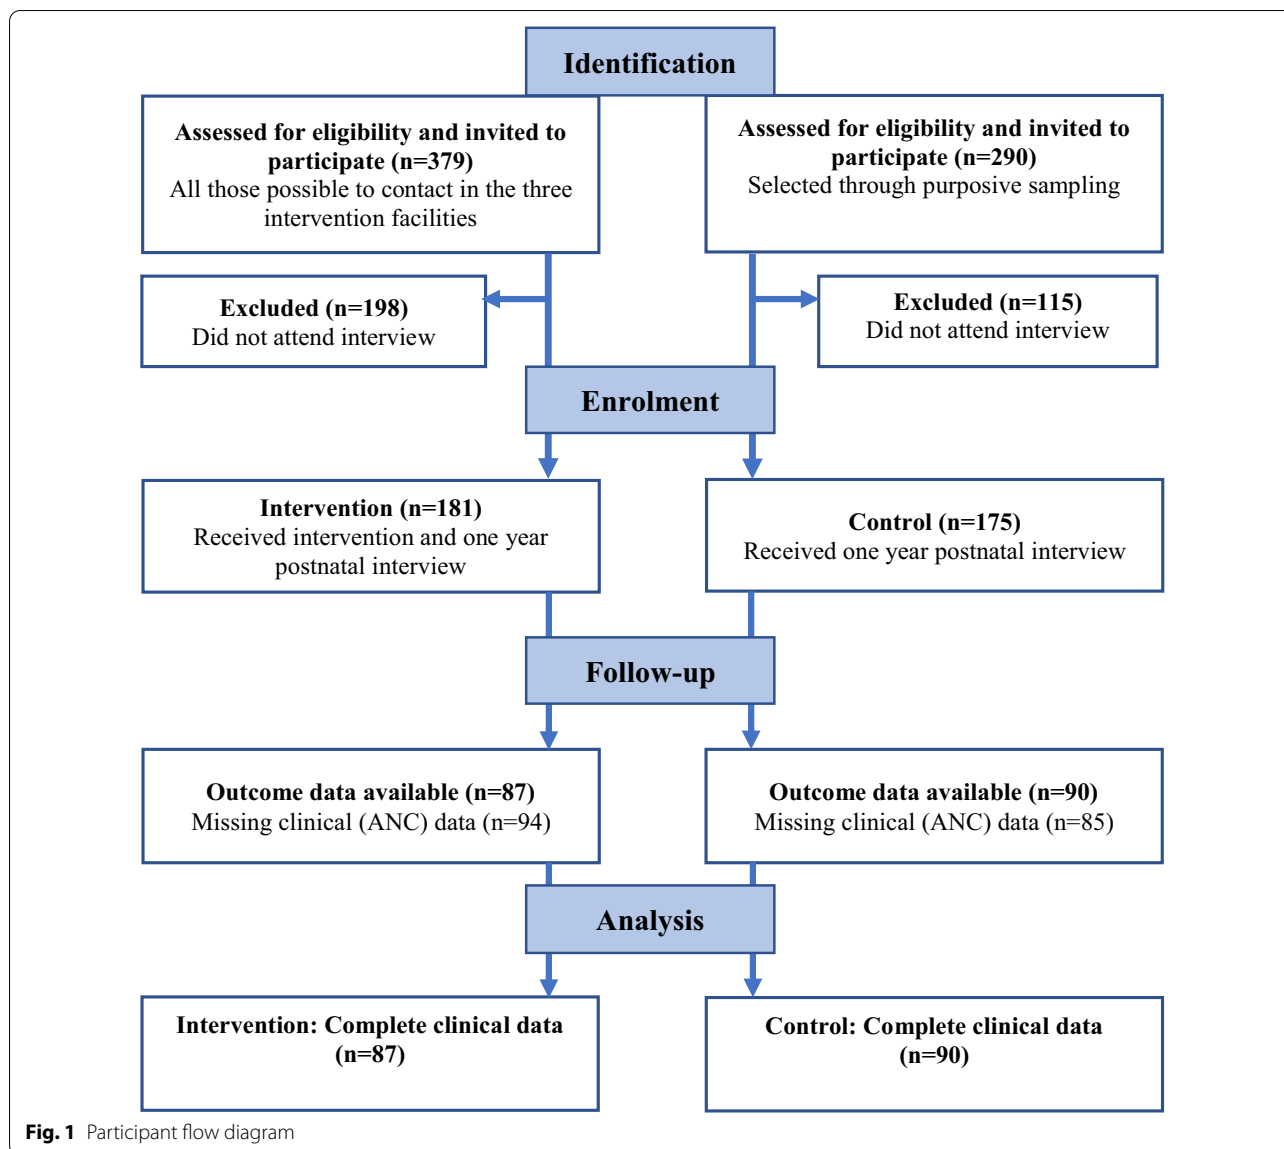 Identification
Assessed for eligibility and invited to
participate (n=379)
All those possible to contact in the three
intervention facilities
Assessed for eligibility and invited to
participate (n=290)
Selected through purposive sampling
Excluded (n=198)
Did not attend interview
Excluded (n=115)
Did not attend interview
Enrolment
Intervention (n=181)
Received intervention and one year
postnatal interview
Control (n=175)
Received one year postnatal interview
Follow-up
Outcome data available (n=87)
Missing clinical (ANC) data (n=94)
Outcome data available (n=90)
Missing clinical (ANC) data (n=85)
Analysis
Intervention: Complete clinical data
(n=87)
Control: Complete clinical data
(n=90)
Fig. 1 Participant flow diagram